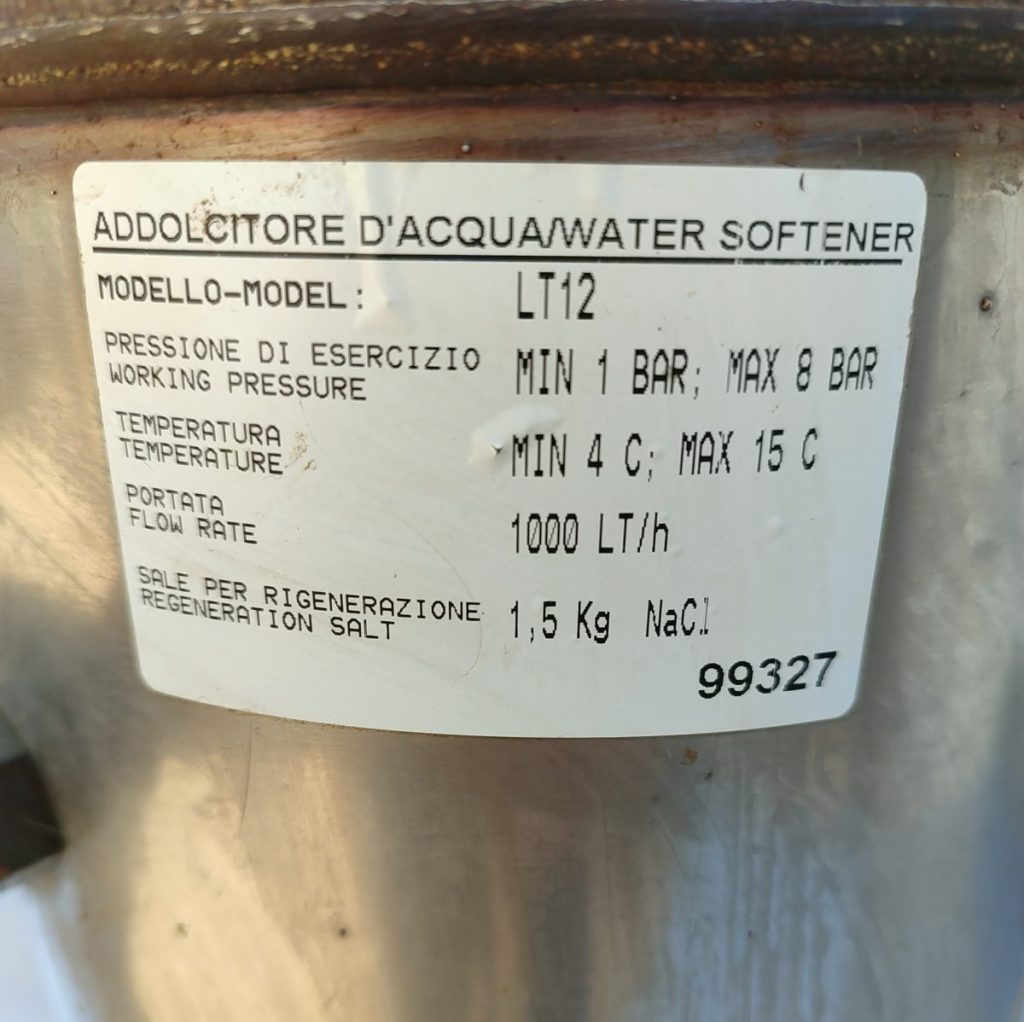 ADDOLCITORE D'ACQUA/WATER SOFTENER
MODELLO-MODEL: LT12
PRESSIONE DI ESERCIZIO
WORKING PRESSURE MIN 1 BAR; MAX 8 BAR
TEMPERATURA
TEMPERATURE MIN 4 C; MAX 15 C
PORTATA
FLOW RATE 1000 LT/h
SALE PER RIGENERAZIONE
REGENERATION SALT 1,5 Kg NaCl
99327